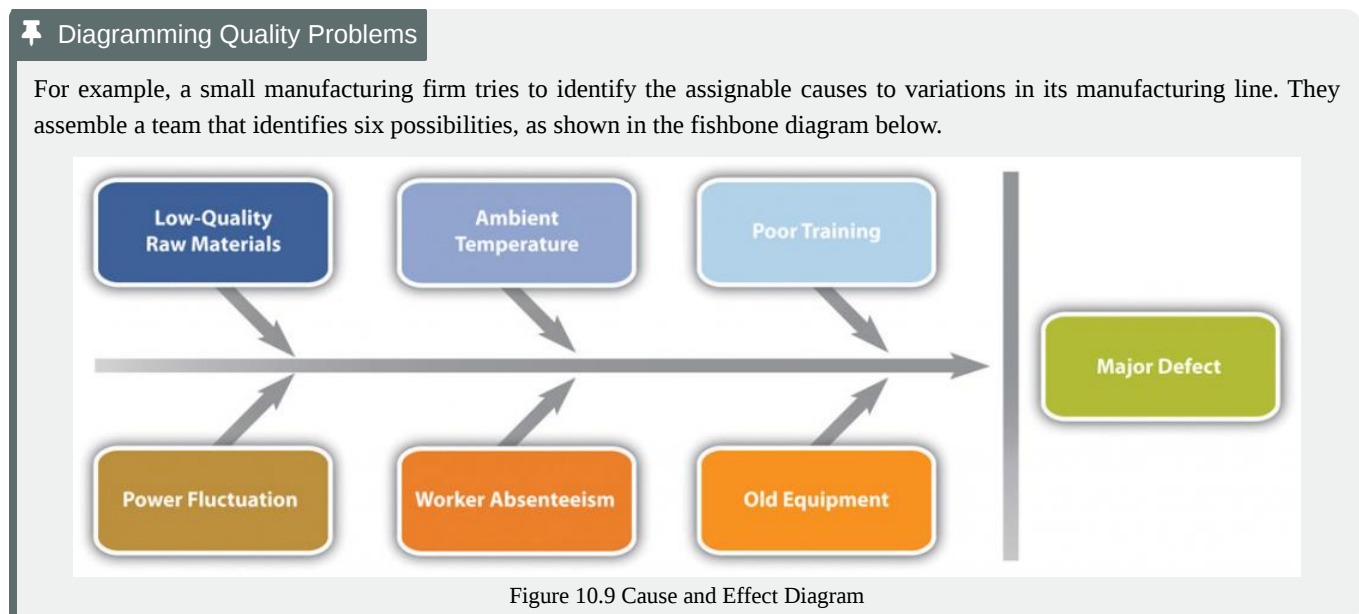 Diagramming Quality Problems
For example, a small manufacturing firm tries to identify the assignable causes to variations in its manufacturing line. They
assemble a team that identifies six possibilities, as shown in the fishbone diagram below.
Low-Quality
Raw Materials
Ambient
Temperature
Poor Training
Major Defect
Power Fluctuation
Worker Absenteeism
Old Equipment
Figure 10.9 Cause and Effect Diagram